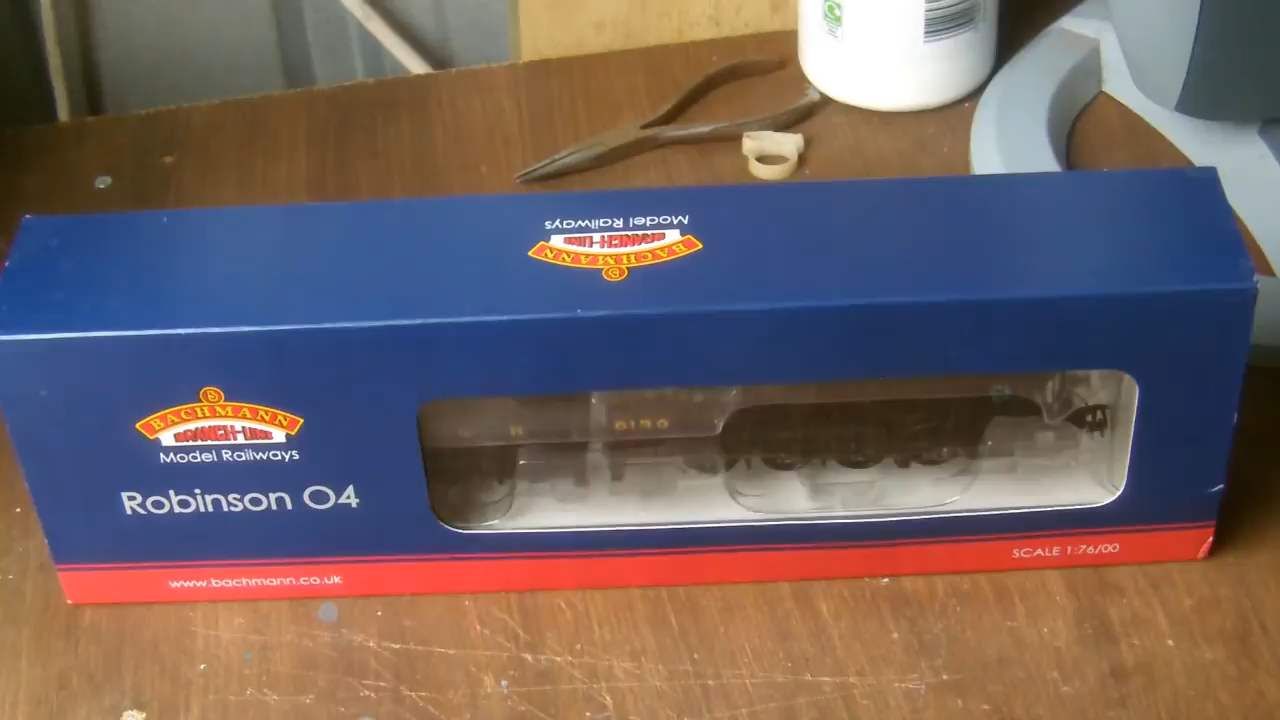 Model Railways
BRANCH-LINE
BACHMANN
BACHMANN
BRANCH-LINE
Model Railways
Robinson O4
www.bachmann.co.uk
SCALE 1:76/00